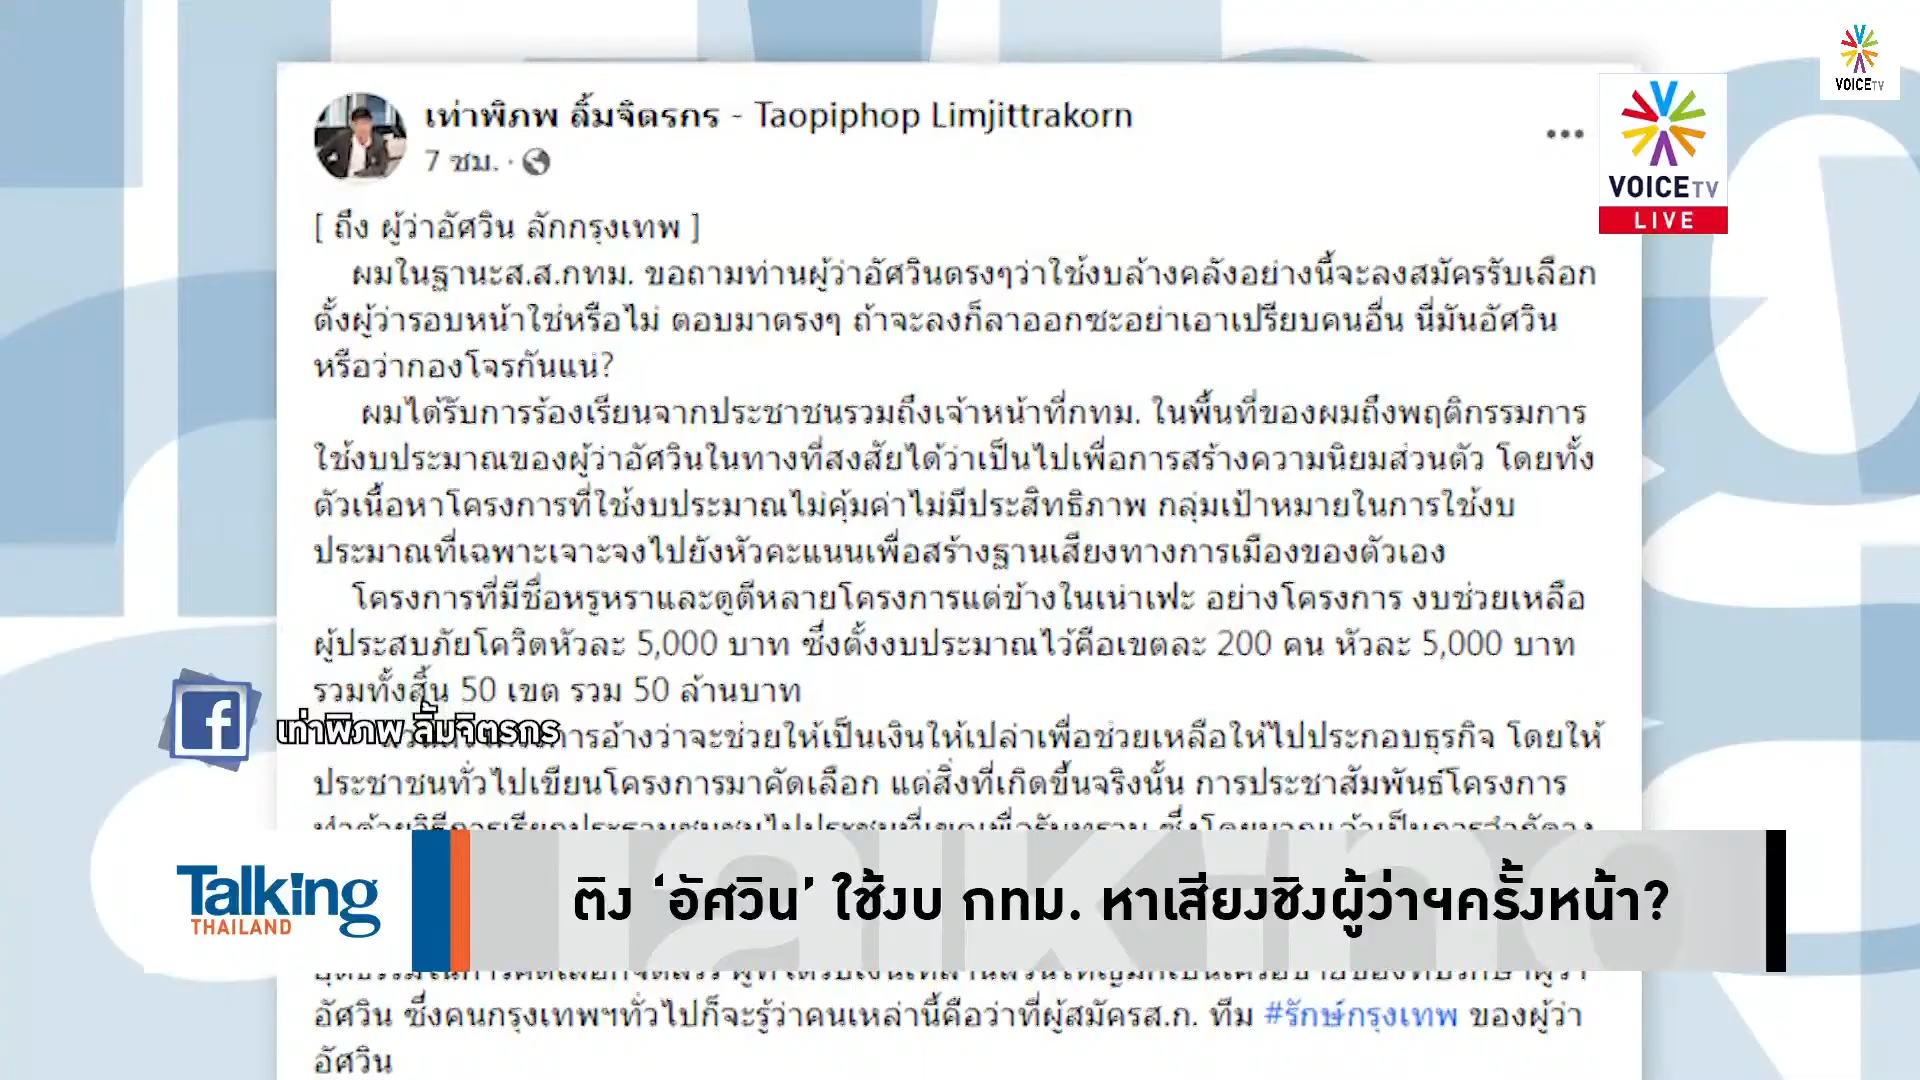 VOICETV
เท่าพิภพ ลิ้มจิตรกร - Taopiphop Limjittrakorn
7 ชม.
VOICETV
LIVE
[ ถึง ผู้ว่าอัศวิน ลักกรุงเทพ ]
ผมในฐานะส.ส.กทม. ขอถามท่านผู้ว่าอัศวินตรงๆว่าใช้งบล้างคลังอย่างนี้จะลงสมัครรับเลือก
ตั้งผู้ว่ารอบหน้าใช่หรือไม่ ตอบมาตรงๆ ถ้าจะลงก็ลาออกซะอย่าเอาเปรียบคนอื่น นี่มันอัศวิน
หรือว่ากองโจรกันแน่?
ผมได้รับการร้องเรียนจากประชาชนรวมถึงเจ้าหน้าที่กทม. ในพื้นที่ของผมถึงพฤติกรรมการ
ใช้งบประมาณของผู้ว่าอัศวินในทางที่สงสัยได้ว่าเป็นไปเพื่อการสร้างความนิยมส่วนตัว โดยทั้ง
ตัวเนื้อหาโครงการที่ใช้งบประมาณไม่คุ้มค่าไม่มีประสิทธิภาพ กลุ่มเป้าหมายในการใช้งบ
ประมาณที่เฉพาะเจาะจงไปยังหัวคะแนนเพื่อสร้างฐานเสียงทางการเมืองของตัวเอง
โครงการที่มีชื่อหรูหราและดูดีหลายโครงการแต่ข้างในเน่าเฟะ อย่างโครงการ งบช่วยเหลือ
ผู้ประสบภัยโควิดหัวละ 5,000 บาท ซึ่งตั้งงบประมาณไว้คือเขตละ 200 คน หัวละ 5,000 บาท
รวมทั้งสิ้น 50 เขต รวม 50 ล้านบาท
เท่าพิภพ ลิ้มจิตรกร
การอ้างว่าจะช่วยให้เป็นเงินให้เปล่าเพื่อช่วยเหลือให้ไปประกอบธุรกิจ โดยให้
ประชาชนทั่วไปเขียนโครงการมาคัดเลือก แต่สิ่งที่เกิดขึ้นจริงนั้น การประชาสัมพันธ์โครงการ
Talking
THAILAND
ติง ‘อัศวิน’ ใช้งบ กทม. หาเสียงชิงผู้ว่าฯครั้งหน้า?
อัศวิน ซึ่งคนกรุงเทพฯทั่วไปก็จะรู้ว่าคนเหล่านี้คือว่าที่ผู้สมัครส.ก. ทีม #รักษ์กรุงเทพ ของผู้ว่า
อัศวิน